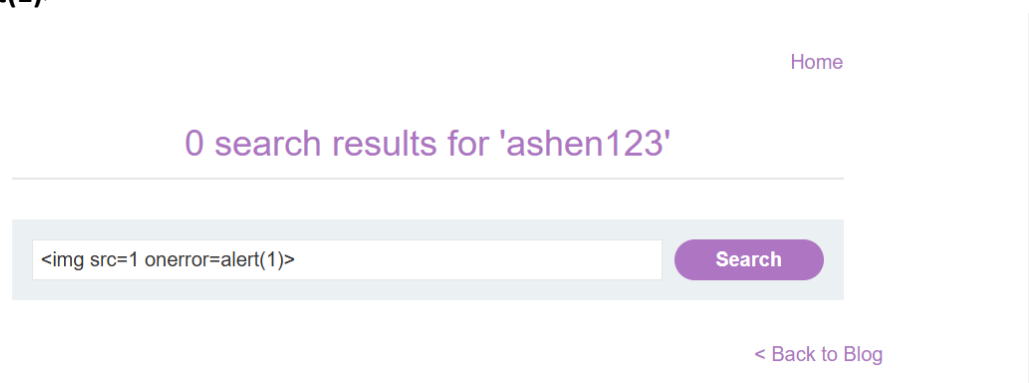 Home
0 search results for 'ashen123'
<img src=1 onerror=alert(1)>
Search
< Back to Blog